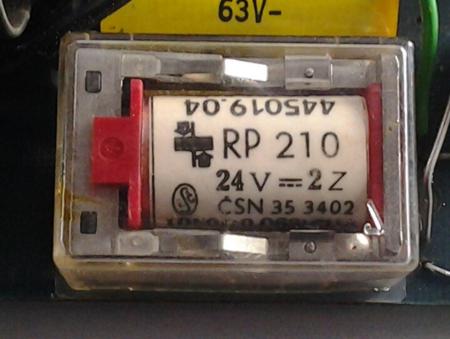 63V-
445019.04
RP 210
24 V ⎓ 2 Z
ČSN 35 3402